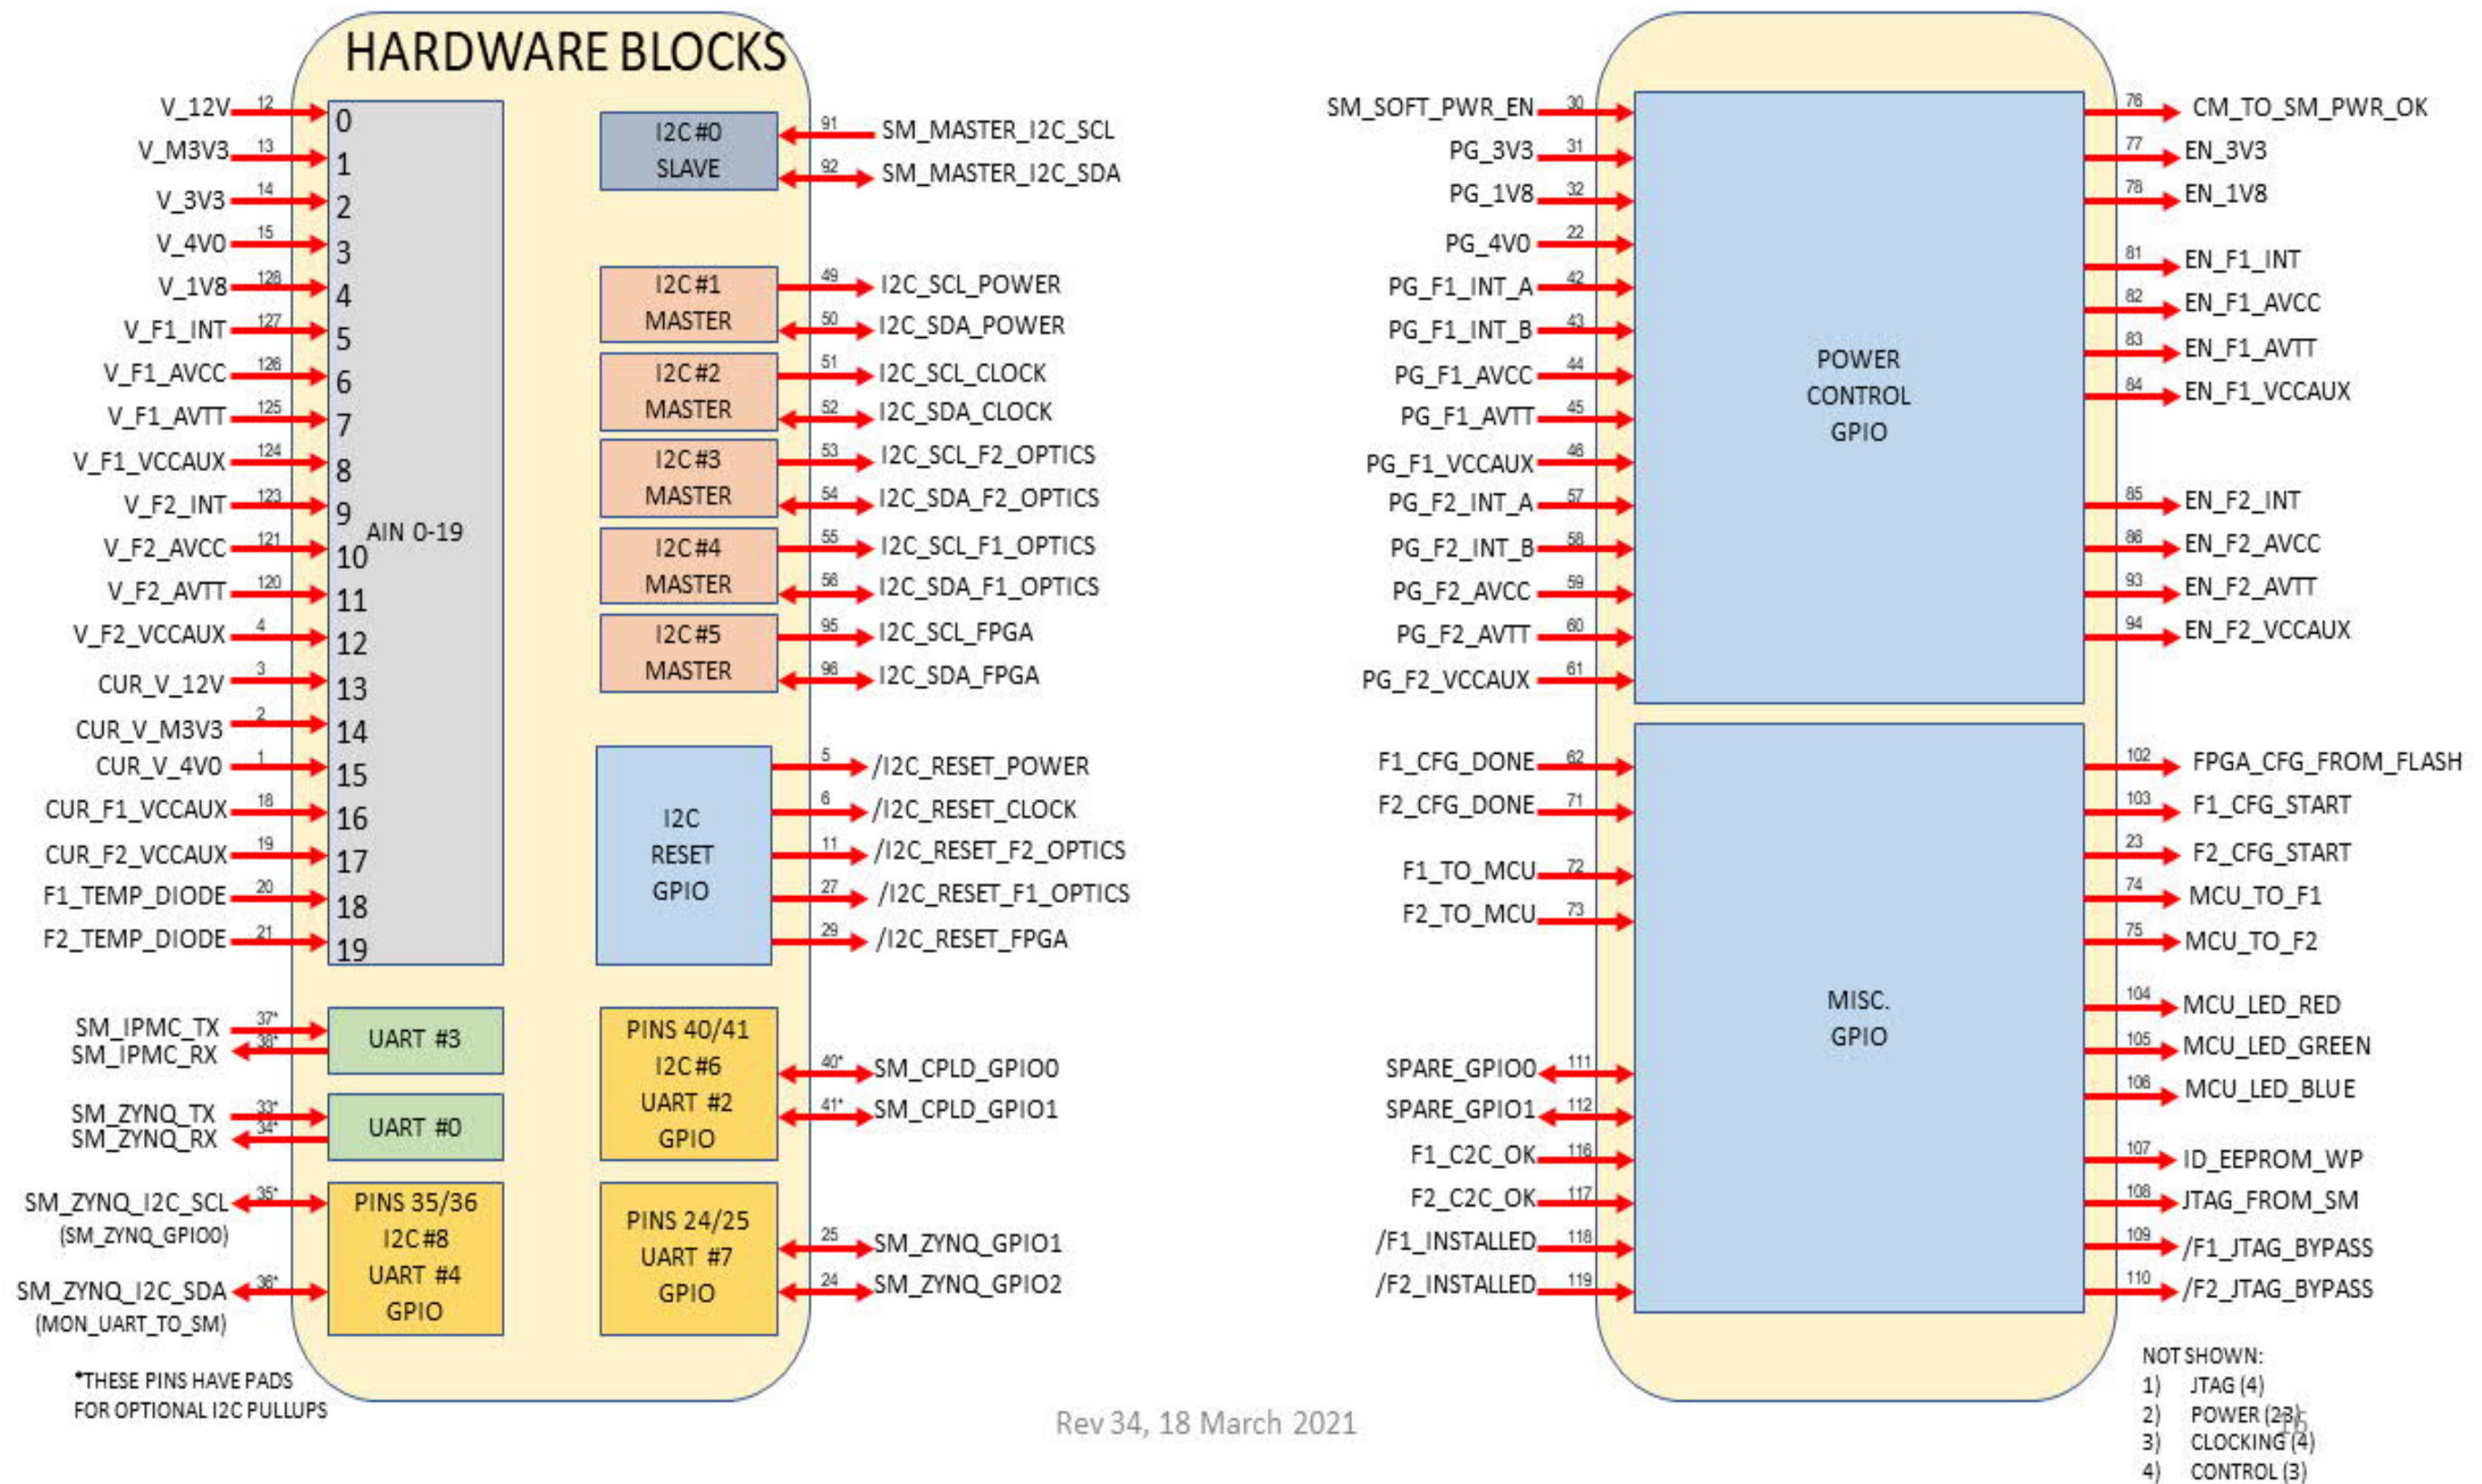 HARDWARE BLOCKS
V_12V 12 0
V_M3V3 13 1
V_3V3 14 2
V_4V0 15 3
V_1V8 128 4
V_F1_INT 127 5
V_F1_AVCC 126 6
V_F1_AVTT 125 7
V_F1_VCCAUX 124 8
V_F2_INT 123 9
V_F2_AVCC 121 10
V_F2_AVTT 120 11
V_F2_VCCAUX 4 12
CUR_V_12V 3 13
CUR_V_M3V3 2 14
CUR_V_4V0 1 15
CUR_F1_VCCAUX 18 16
CUR_F2_VCCAUX 19 17
F1_TEMP_DIODE 20 18
F2_TEMP_DIODE 21 19
AIN 0-19
SM_IPMC_TX 37*
SM_IPMC_RX 38*
UART #3
SM_ZYNQ_TX 33*
SM_ZYNQ_RX 34*
UART #0
SM_ZYNQ_I2C_SCL 35*
(SM_ZYNQ_GPIO0)
SM_ZYNQ_I2C_SDA 36*
(MON_UART_TO_SM)
PINS 35/36
I2C #8
UART #4
GPIO
*THESE PINS HAVE PADS
FOR OPTIONAL I2C PULLUPS
I2C #0
SLAVE
91 SM_MASTER_I2C_SCL
92 SM_MASTER_I2C_SDA
I2C #1
MASTER
49 I2C_SCL_POWER
50 I2C_SDA_POWER
I2C #2
MASTER
51 I2C_SCL_CLOCK
52 I2C_SDA_CLOCK
I2C #3
MASTER
53 I2C_SCL_F2_OPTICS
54 I2C_SDA_F2_OPTICS
I2C #4
MASTER
55 I2C_SCL_F1_OPTICS
56 I2C_SDA_F1_OPTICS
I2C #5
MASTER
95 I2C_SCL_FPGA
96 I2C_SDA_FPGA
I2C
RESET
GPIO
5 /I2C_RESET_POWER
6 /I2C_RESET_CLOCK
11 /I2C_RESET_F2_OPTICS
27 /I2C_RESET_F1_OPTICS
29 /I2C_RESET_FPGA
PINS 40/41
I2C #6
UART #2
GPIO
40* SM_CPLD_GPIO0
41* SM_CPLD_GPIO1
PINS 24/25
UART #7
GPIO
25 SM_ZYNQ_GPIO1
24 SM_ZYNQ_GPIO2
SM_SOFT_PWR_EN 30
PG_3V3 31
PG_1V8 32
PG_4V0 22
PG_F1_INT_A 42
PG_F1_INT_B 43
PG_F1_AVCC 44
PG_F1_AVTT 45
PG_F1_VCCAUX 46
PG_F2_INT_A 57
PG_F2_INT_B 58
PG_F2_AVCC 59
PG_F2_AVTT 60
PG_F2_VCCAUX 61
POWER
CONTROL
GPIO
76 CM_TO_SM_PWR_OK
77 EN_3V3
78 EN_1V8
81 EN_F1_INT
82 EN_F1_AVCC
83 EN_F1_AVTT
84 EN_F1_VCCAUX
85 EN_F2_INT
86 EN_F2_AVCC
93 EN_F2_AVTT
94 EN_F2_VCCAUX
F1_CFG_DONE 62
F2_CFG_DONE 71
F1_TO_MCU 72
F2_TO_MCU 73
SPARE_GPIO0 111
SPARE_GPIO1 112
F1_C2C_OK 116
F2_C2C_OK 117
/F1_INSTALLED 118
/F2_INSTALLED 119
MISC.
GPIO
102 FPGA_CFG_FROM_FLASH
103 F1_CFG_START
23 F2_CFG_START
74 MCU_TO_F1
75 MCU_TO_F2
104 MCU_LED_RED
105 MCU_LED_GREEN
106 MCU_LED_BLUE
107 ID_EEPROM_WP
108 JTAG_FROM_SM
109 /F1_JTAG_BYPASS
110 /F2_JTAG_BYPASS
NOT SHOWN:
1) JTAG (4)
2) POWER (23)
3) CLOCKING (4)
4) CONTROL (3)
Rev 34, 18 March 2021